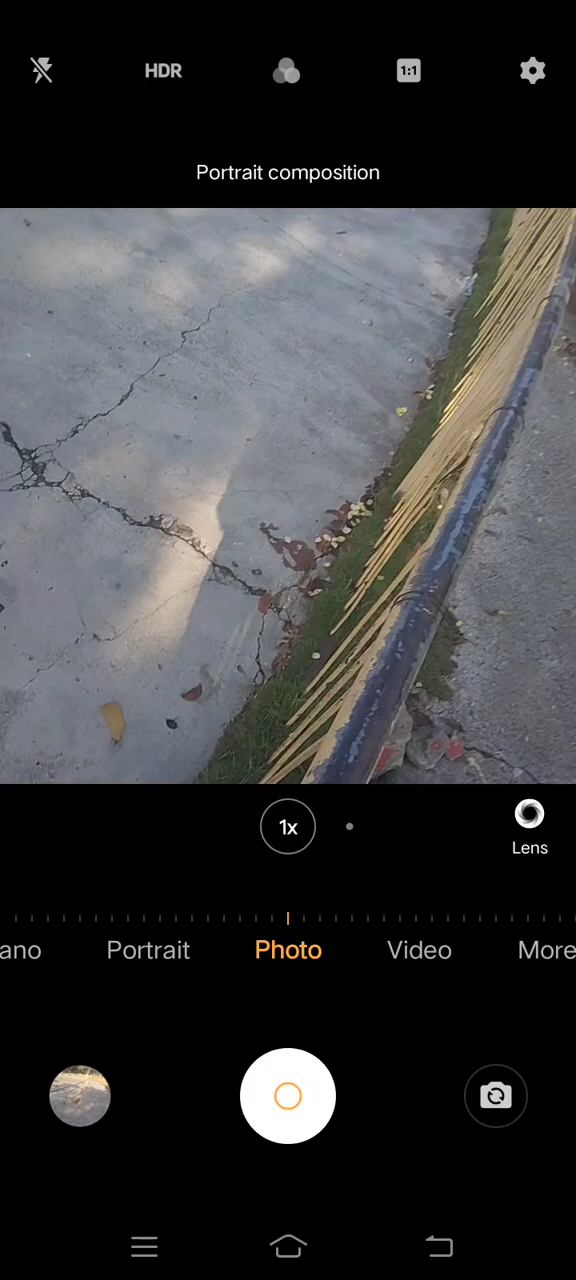 HDR
1:1
Portrait composition
1x
Lens
ano
Portrait
Photo
Video
More